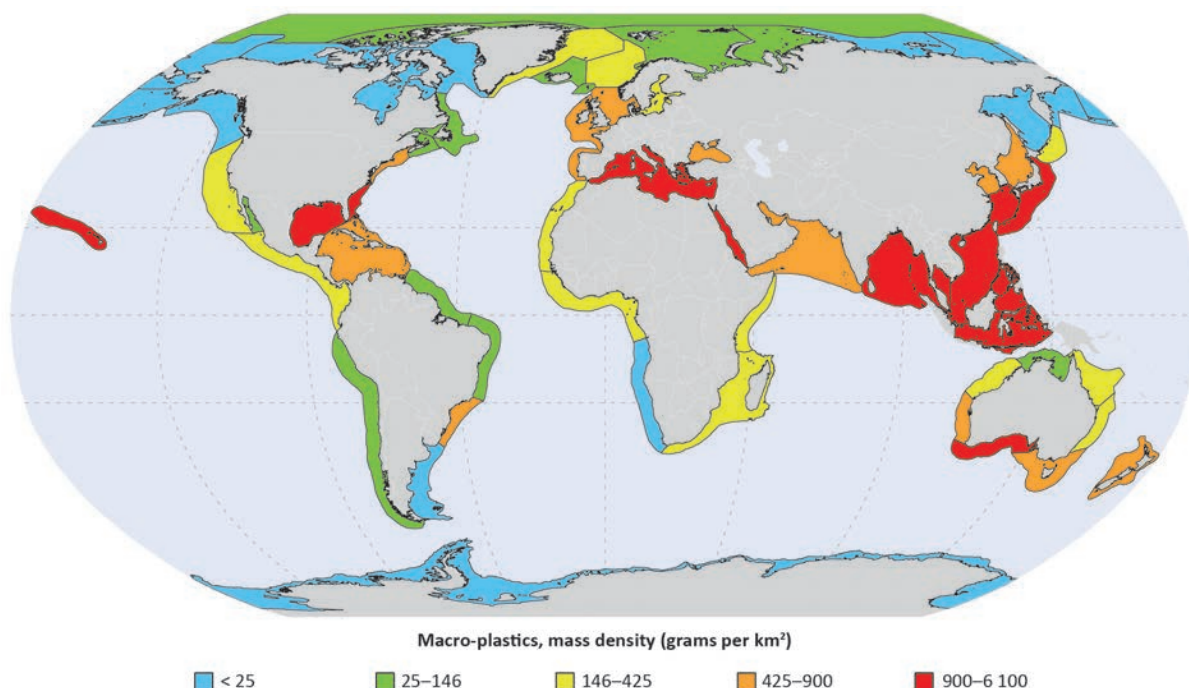 Macro-plastics, mass density (grams per km²)
< 25 25–146 146–425 425–900 900–6 100